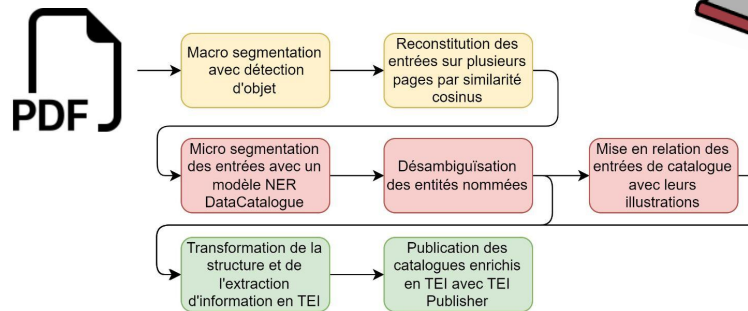 PDF
Macro segmentation
avec détection
d'objet
Reconstitution des
entrées sur plusieurs
pages par similarité
cosinus
Micro segmentation
des entrées avec un
modèle NER
DataCatalogue
Désambiguïsation
des entités nommées
Mise en relation des
entrées de catalogue
avec leurs
illustrations
Transformation de la
structure et de
l'extraction
d'information en TEI
Publication des
catalogues enrichis
en TEI avec TEI
Publisher